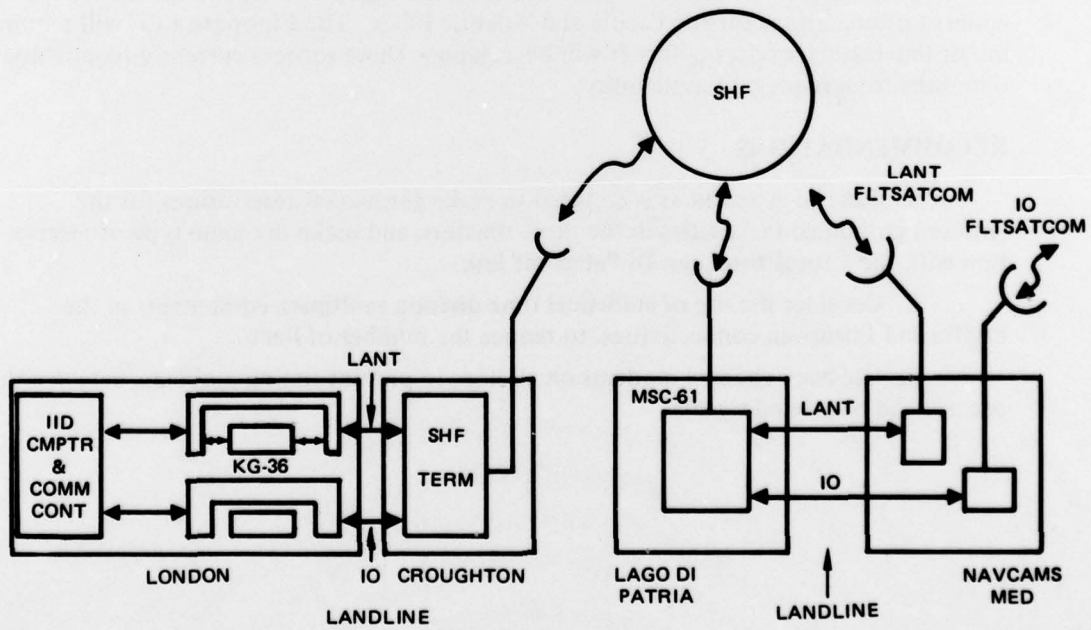 SHF
LANT
FLTSATCOM
IO
FLTSATCOM
LANT
MSC-61
LANT
IID
CMPTR
&
COMM
CONT
KG-36
SHF
TERM
IO
LONDON
IO
CROUGHTON
LAGO DI
PATRIA
NAVCAMS
MED
LANDLINE
LANDLINE